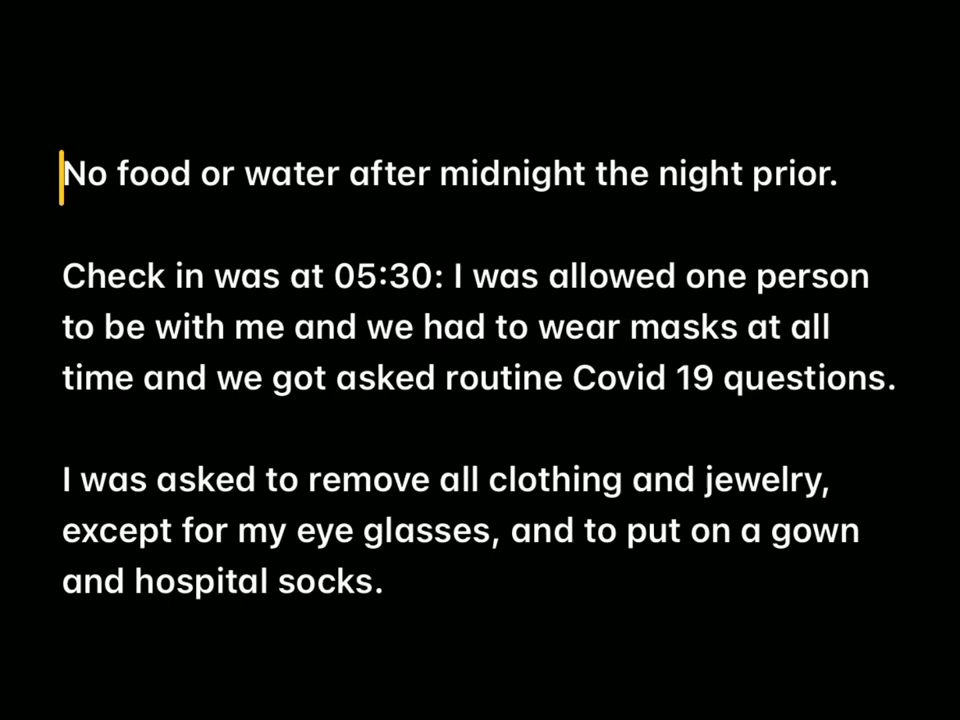 No food or water after midnight the night prior.
Check in was at 05:30: I was allowed one person
to be with me and we had to wear masks at all
time and we got asked routine Covid 19 questions.
I was asked to remove all clothing and jewelry,
except for my eye glasses, and to put on a gown
and hospital socks.